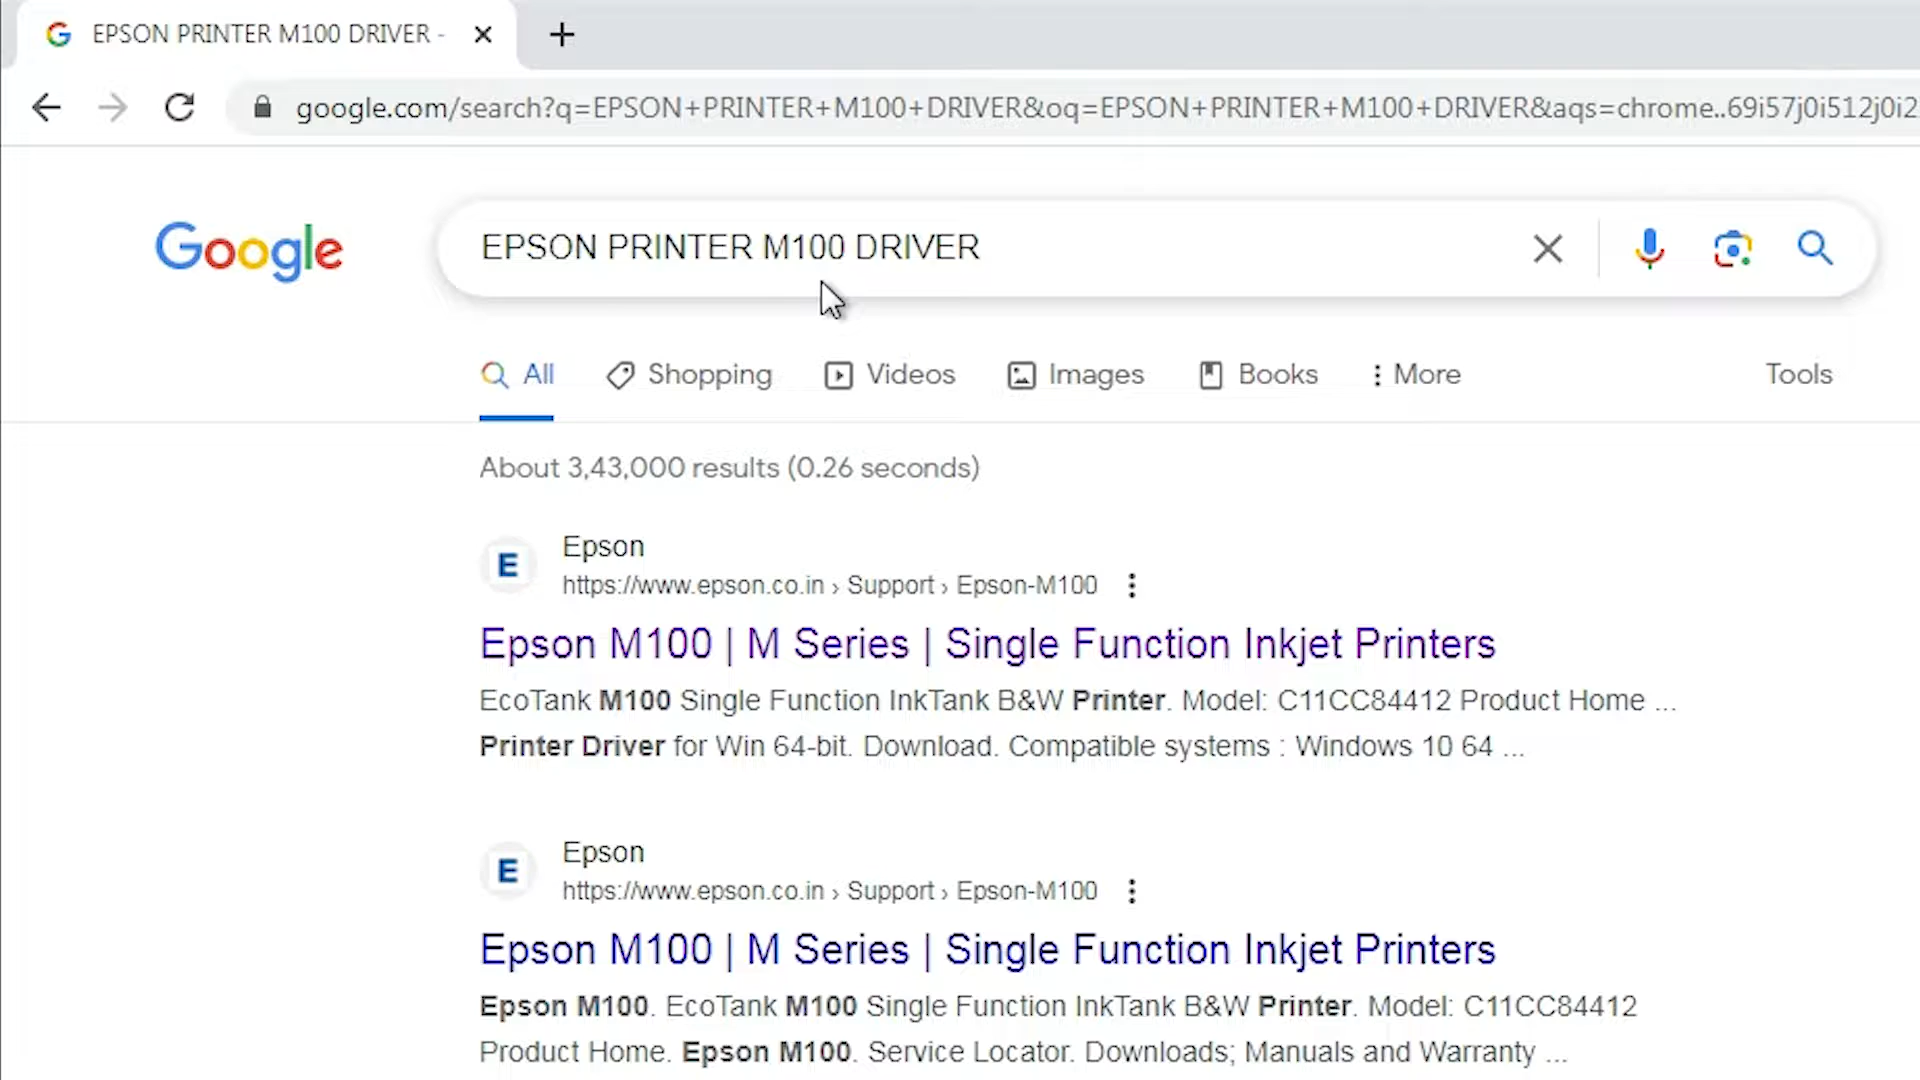 EPSON PRINTER M100 DRIVER -
google.com/search?q=EPSON+PRINTER+M100+DRIVER&oq=EPSON+PRINTER+M100+DRIVER&aqs=chrome..69i57j0i512j0i2
Google EPSON PRINTER M100 DRIVER
All Shopping Videos Images Books More Tools
About 3,43,000 results (0.26 seconds)
E Epson
https://www.epson.co.in › Support › Epson-M100
Epson M100 | M Series | Single Function Inkjet Printers
EcoTank M100 Single Function InkTank B&W Printer. Model: C11CC84412 Product Home ...
Printer Driver for Win 64-bit. Download. Compatible systems : Windows 10 64 ...
E Epson
https://www.epson.co.in › Support › Epson-M100
Epson M100 | M Series | Single Function Inkjet Printers
Epson M100. EcoTank M100 Single Function InkTank B&W Printer. Model: C11CC84412
Product Home. Epson M100. Service Locator. Downloads; Manuals and Warranty ...